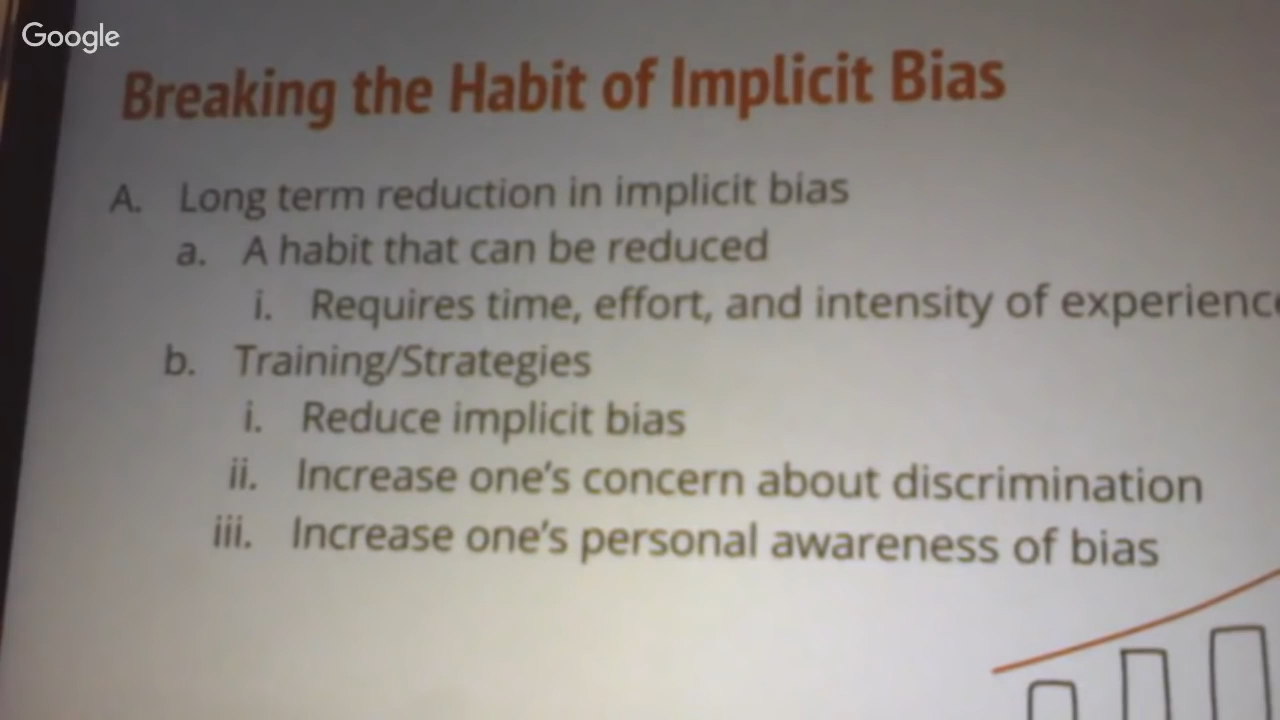 Google
Breaking the Habit of Implicit Bias
A. Long term reduction in implicit bias
a. A habit that can be reduced
i. Requires time, effort, and intensity of experienc
b. Training/Strategies
i. Reduce implicit bias
ii. Increase one's concern about discrimination
iii. Increase one's personal awareness of bias